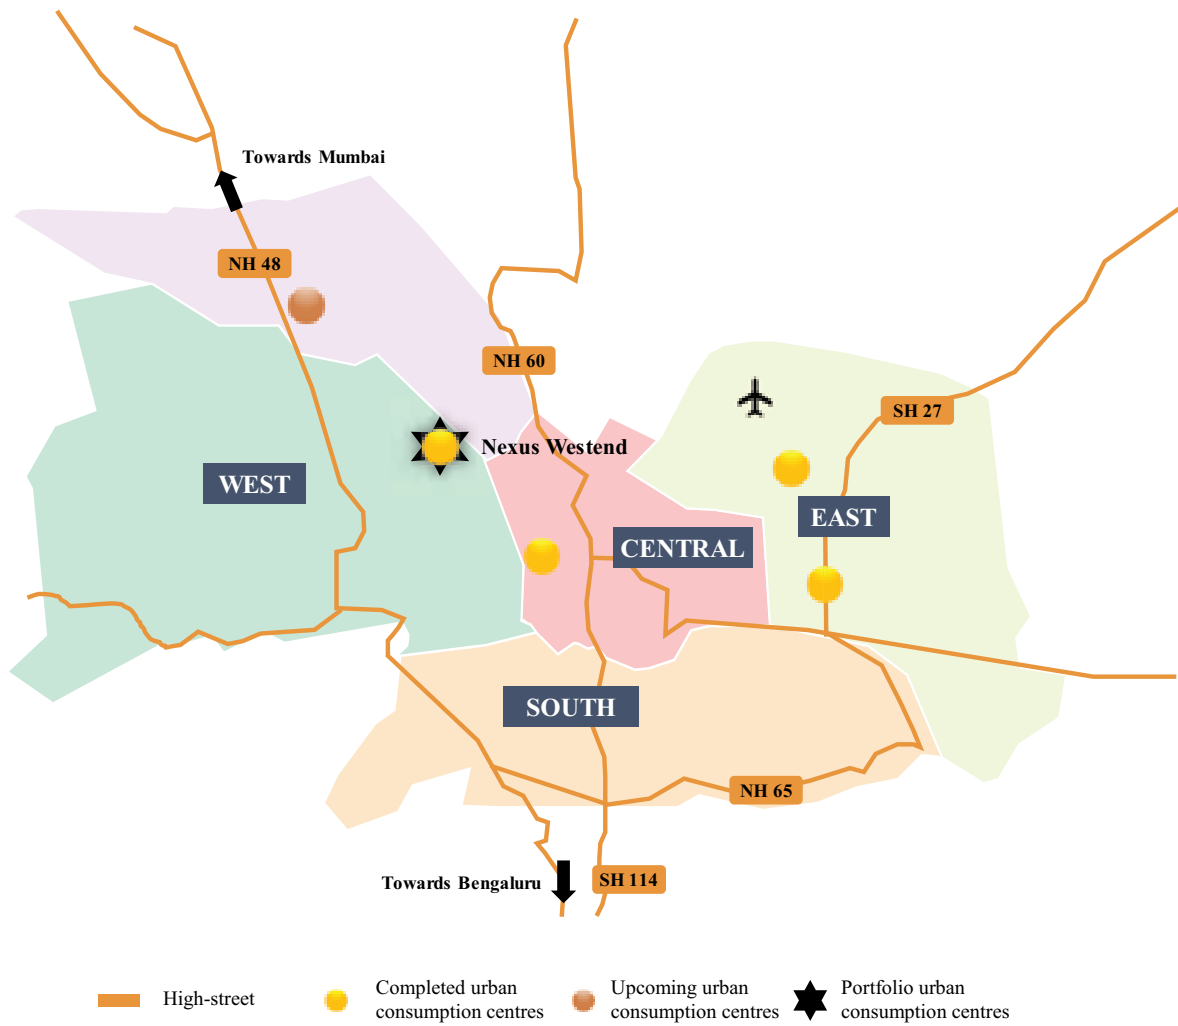 Towards Mumbai
NH 48
NH 60
SH 27
Nexus Westend
WEST
EAST
CENTRAL
SOUTH
NH 65
Towards Bengaluru
SH 114
High-street
Completed urban
consumption centres
Upcoming urban
consumption centres
Portfolio urban
consumption centres